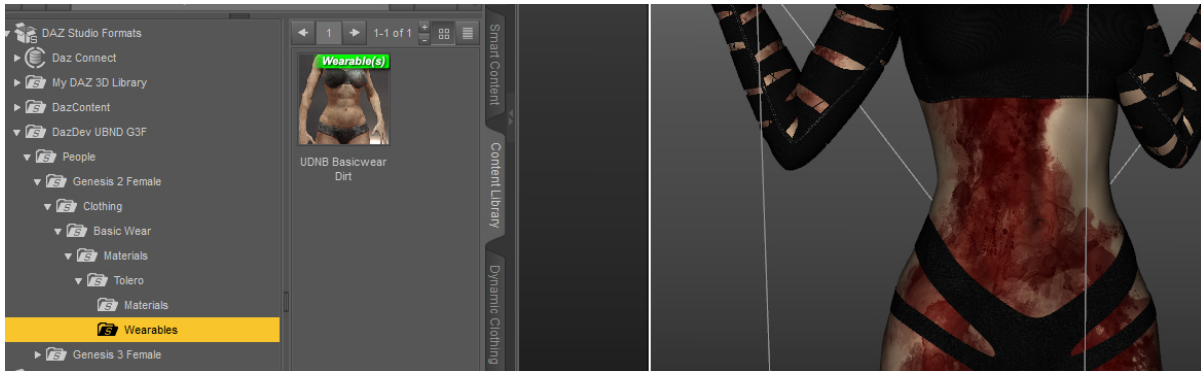 DAZ Studio Formats
Daz Connect
My DAZ 3D Library
DazContent
DazDev UBND G3F
People
Genesis 2 Female
Clothing
Basic Wear
Materials
Tolero
Materials
Wearables
Genesis 3 Female
1
1-1 of 1
Wearable(s)
UDNB Basicwear
Dirt
Smart Content
Content Library
Dynamic Clothing